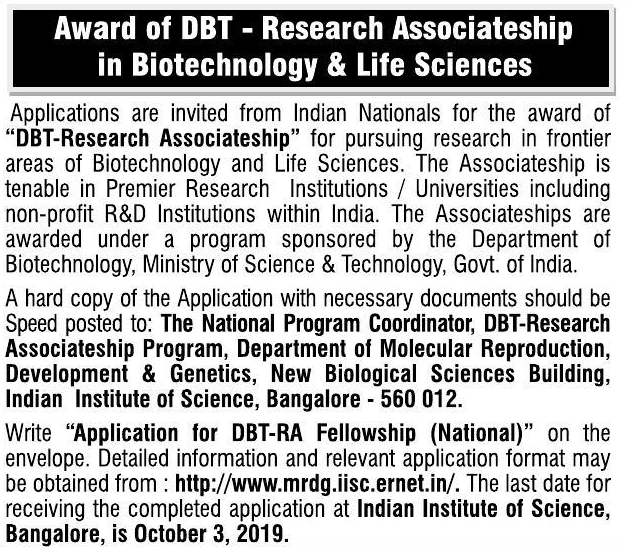 Award of DBT - Research Associateship
in Biotechnology & Life Sciences
Applications are invited from Indian Nationals for the award of
“DBT-Research Associateship” for pursuing research in frontier
areas of Biotechnology and Life Sciences. The Associateship is
tenable in Premier Research Institutions / Universities including
non-profit R&D Institutions within India. The Associateships are
awarded under a program sponsored by the Department of
Biotechnology, Ministry of Science & Technology, Govt. of India.
A hard copy of the Application with necessary documents should be
Speed posted to: The National Program Coordinator, DBT-Research
Associateship Program, Department of Molecular Reproduction,
Development & Genetics, New Biological Sciences Building,
Indian Institute of Science, Bangalore - 560 012.
Write “Application for DBT-RA Fellowship (National)” on the
envelope. Detailed information and relevant application format may
be obtained from : http://www.mrdg.iisc.ernet.in/. The last date for
receiving the completed application at Indian Institute of Science,
Bangalore, is October 3, 2019.